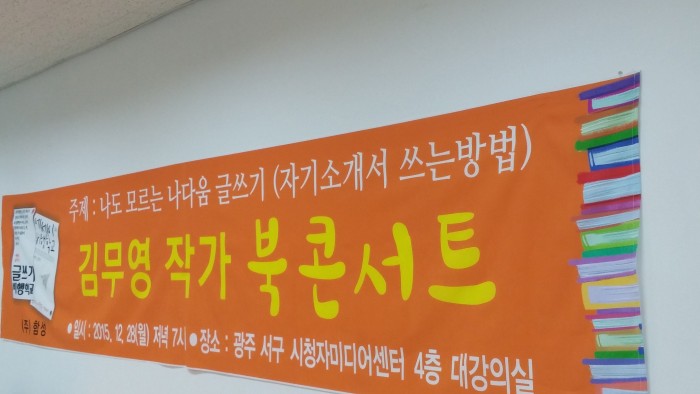 주제 : 나도 모르는 나다움 글쓰기 (자기소개서 쓰는방법)
김무영 작가 북콘서트
글쓰기
(주) 함성
●일시 : 2015. 12. 28(월) 저녁 7시 ●장소 : 광주 서구 시청자미디어센터 4층 대강의실